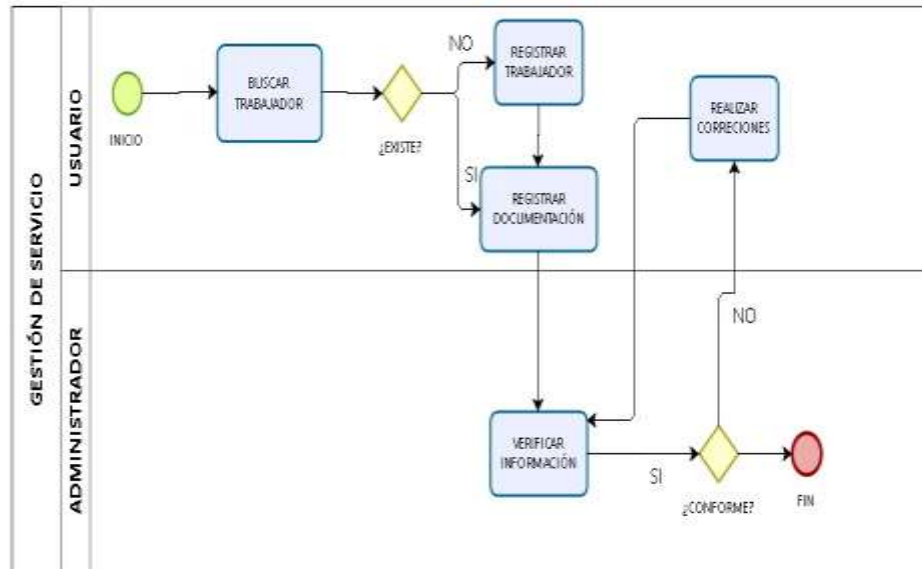 GESTIÓN DE SERVICIO
USUARIO
INICIO
BUSCAR
TRABAJADOR
¿EXISTE?
NO
REGISTRAR
TRABAJADOR
SI
REGISTRAR
DOCUMENTACIÓN
REALIZAR
CORRECIONES
ADMINISTRADOR
VERIFICAR
INFORMACIÓN
SI
¿CONFORME?
NO
FIN